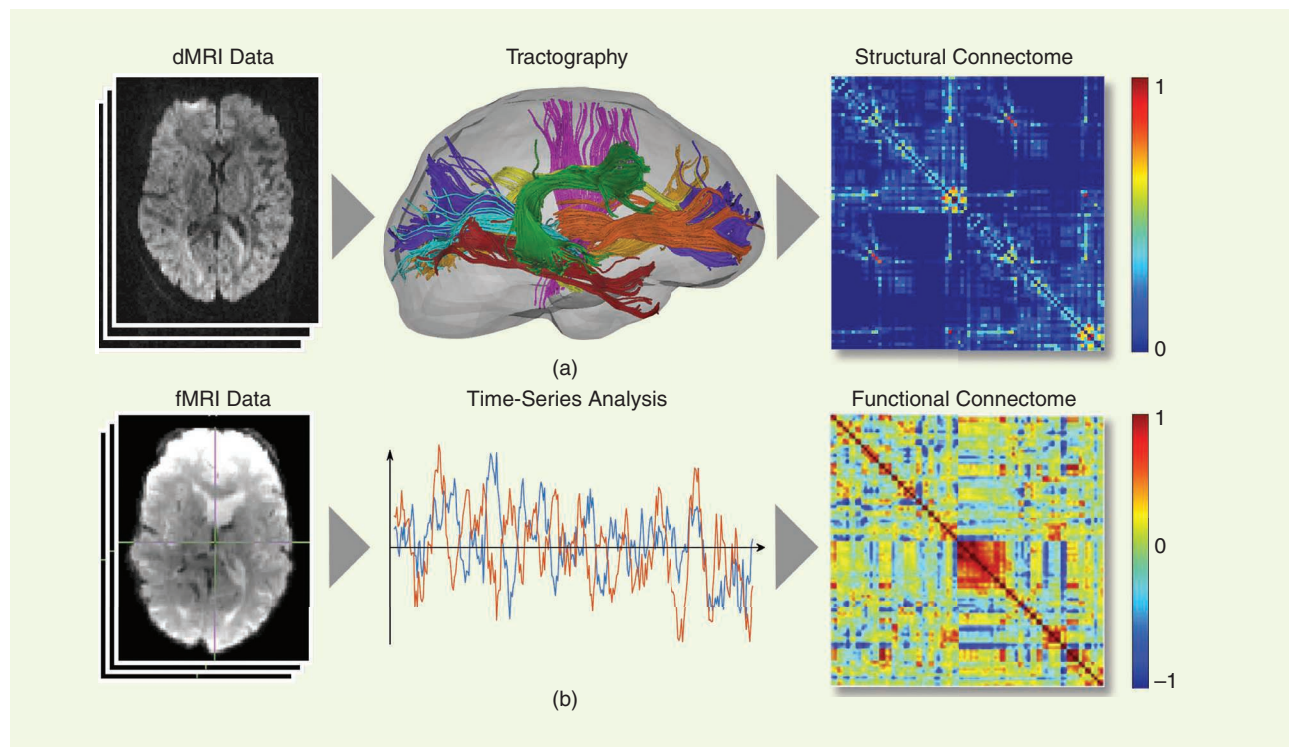 dMRI Data
Tractography
Structural Connectome
1
0
(a)
fMRI Data
Time-Series Analysis
Functional Connectome
1
0
–1
(b)